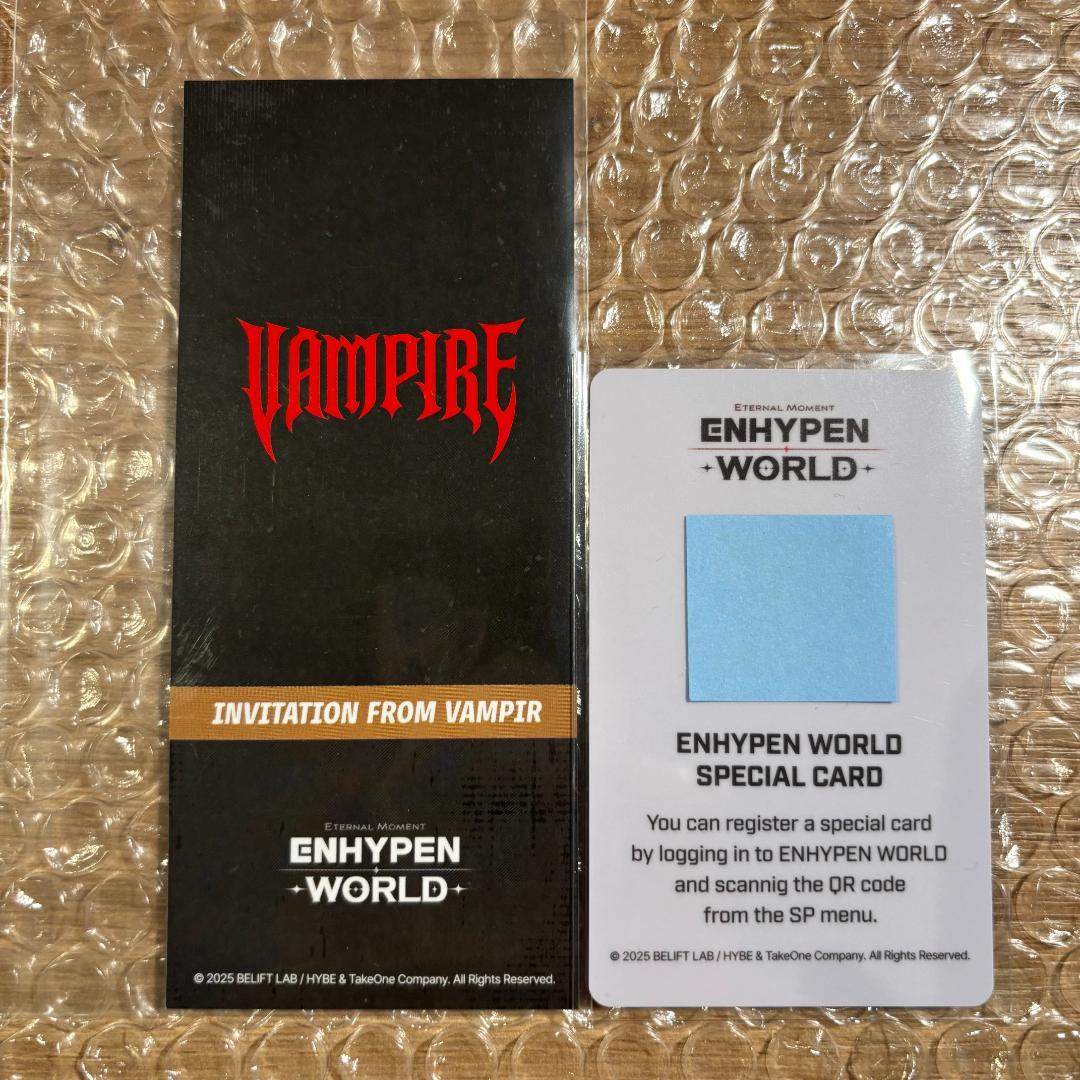 VAMPIRE
INVITATION FROM VAMPIR
ETERNAL MOMENT
ENHYPEN
WORLD
© 2025 BELIFT LAB / HYBE & TakeOne Company. All Rights Reserved.
ETERNAL MOMENT
ENHYPEN
WORLD
ENHYPEN WORLD
SPECIAL CARD
You can register a special card
by logging in to ENHYPEN WORLD
and scannig the QR code
from the SP menu.
© 2025 BELIFT LAB / HYBE & TakeOne Company. All Rights Reserved.